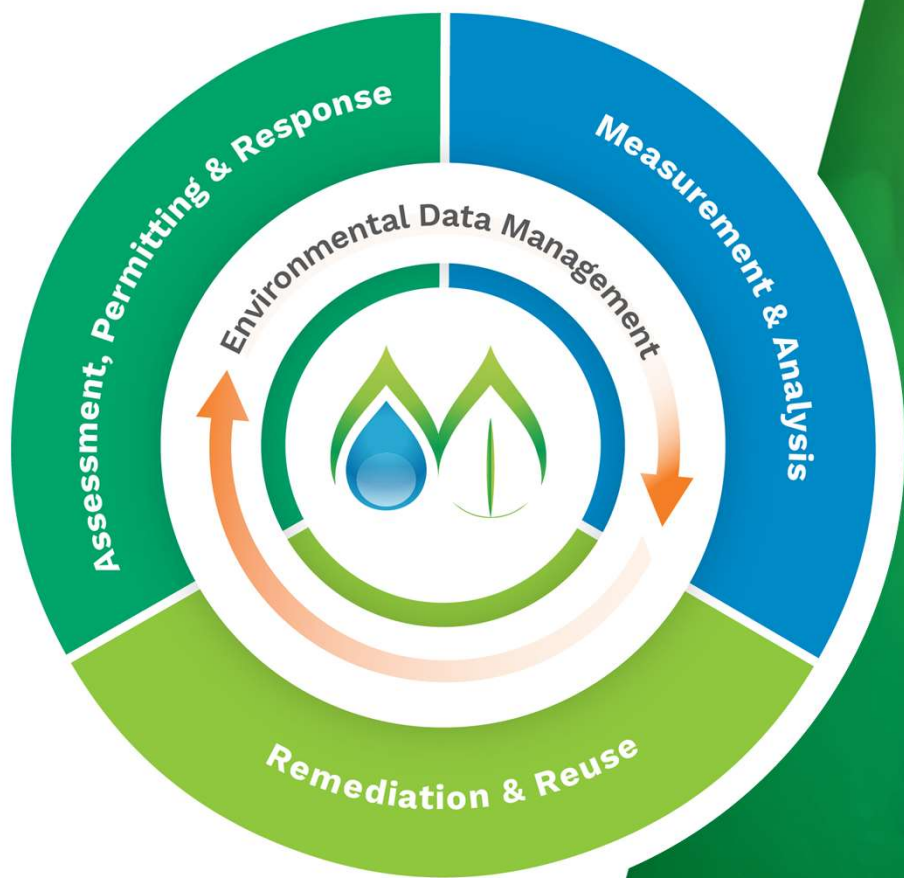 Assessment, Permitting & Response
Measurement & Analysis
Environmental Data Management
Remediation & Reuse